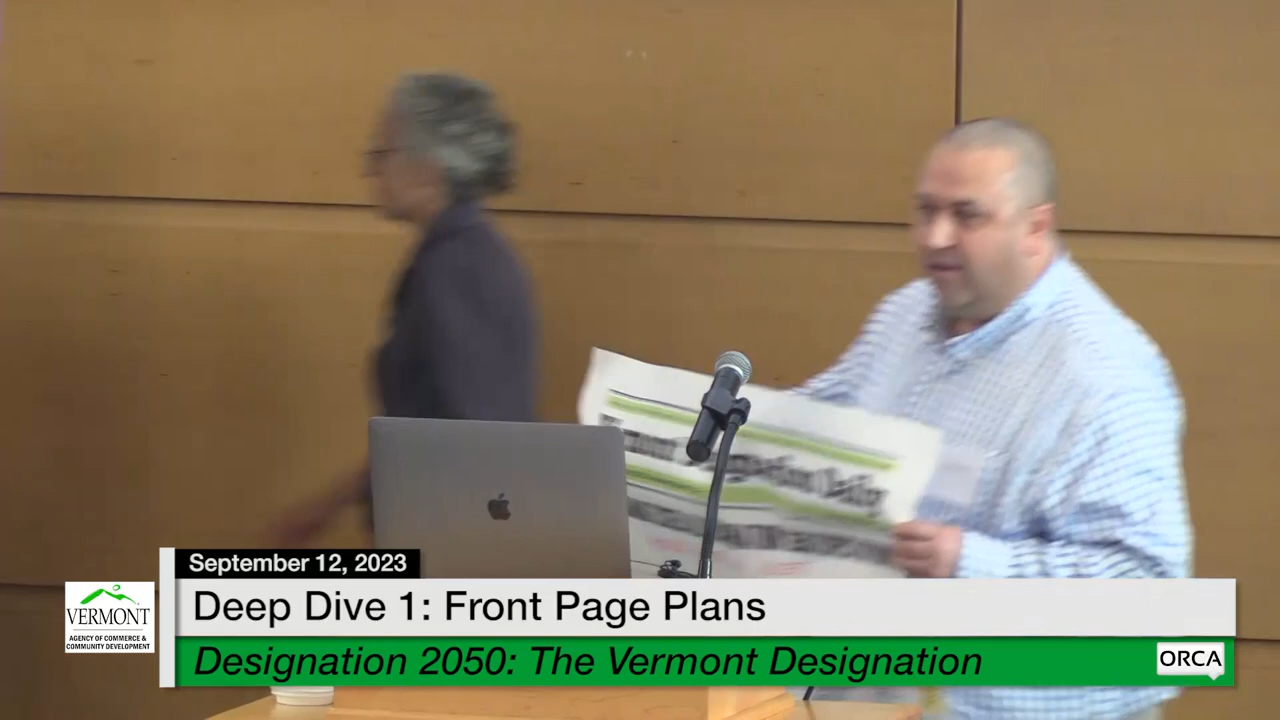 September 12, 2023
Deep Dive 1: Front Page Plans
VERMONT
AGENCY OF COMMERCE &
COMMUNITY DEVELOPMENT
Designation 2050: The Vermont Designation
ORCA